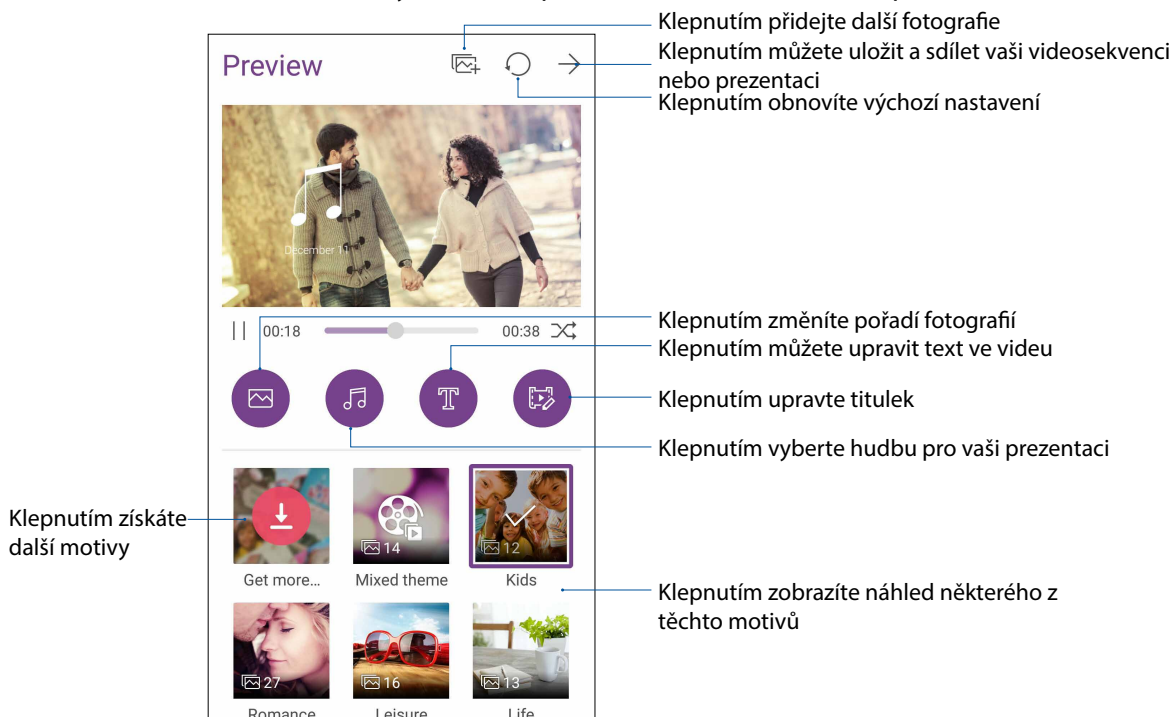 Klepnutím přidejte další fotografie
Klepnutím můžete uložit a sdílet vaši videosekvenci
nebo prezentaci
Klepnutím obnovíte výchozí nastavení
Preview
December 11
00:18
00:38
Klepnutím změníte pořadí fotografií
Klepnutím můžete upravit text ve videu
T
Klepnutím upravte titulek
Klepnutím vyberte hudbu pro vaši prezentaci
Klepnutím získáte
další motivy
14
12
Get more...
Mixed theme
Kids
Klepnutím zobrazíte náhled některého z
těchto motivů
27
16
13
Romance
Leisure
Life